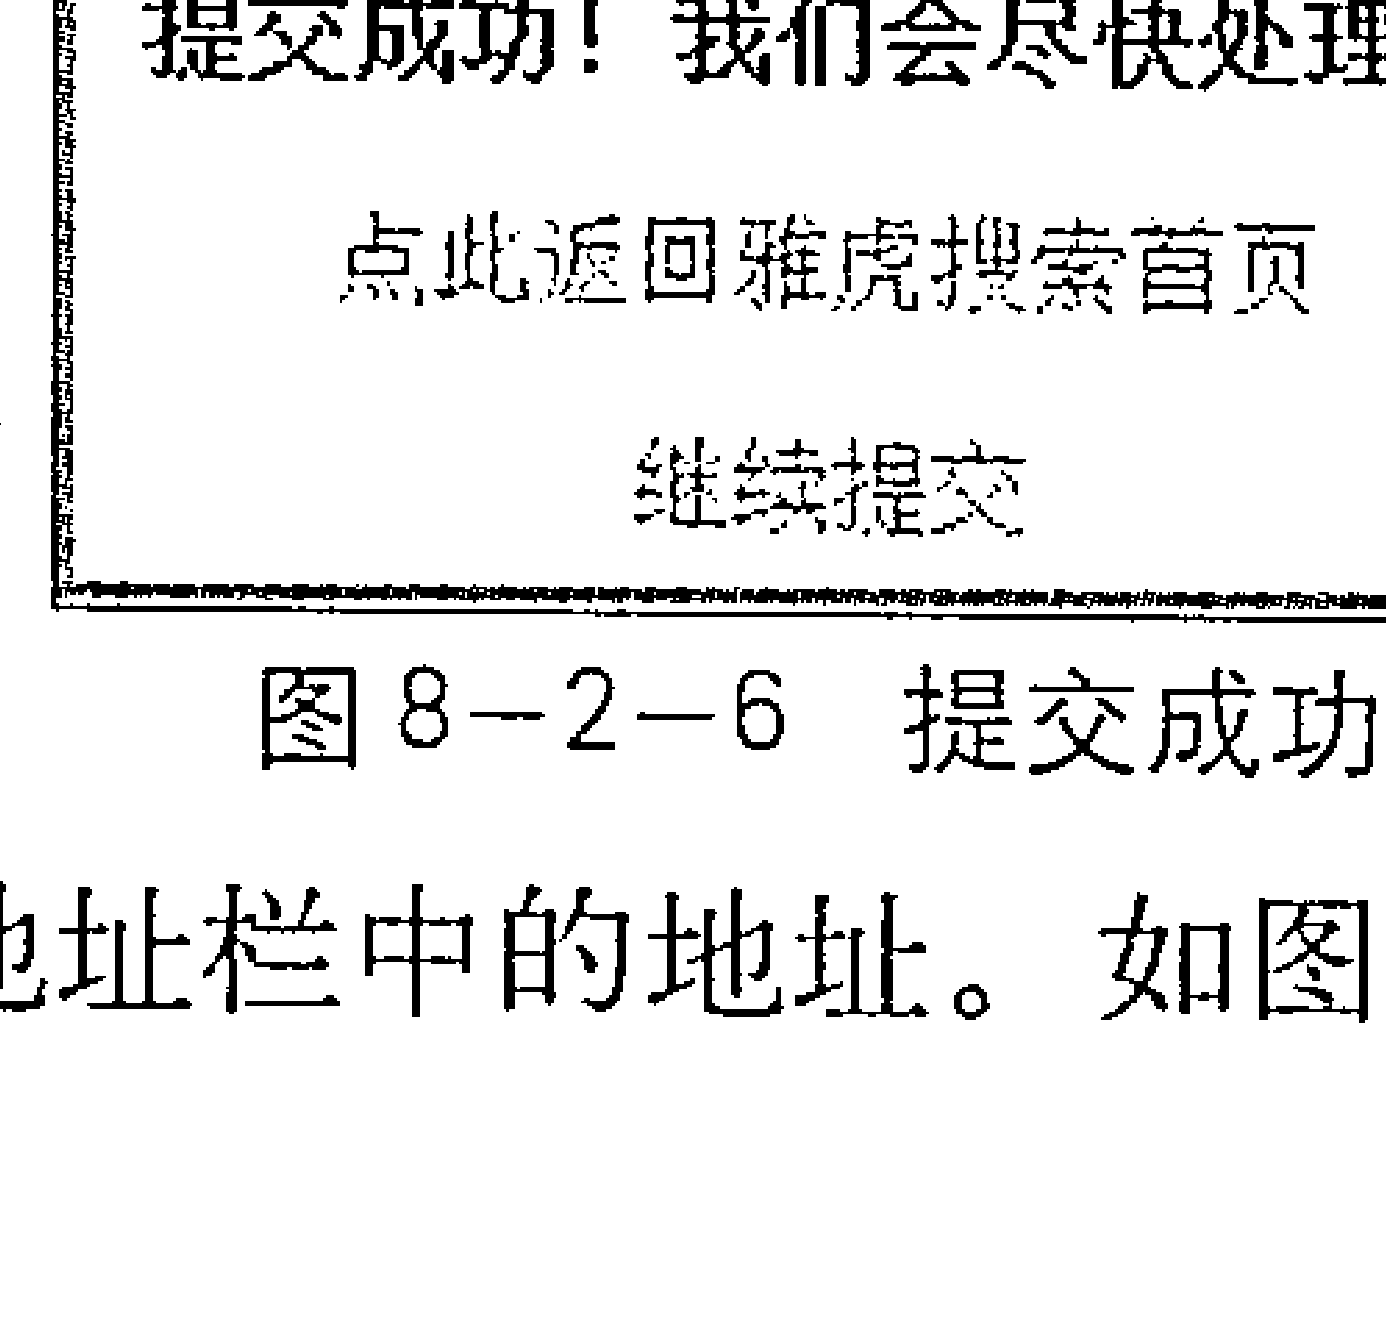 提交成功！我们会尽快处理
点此返回雅虎搜索首页
继续提交
图 8－2－6 提交成功
地址栏中的地址。如图